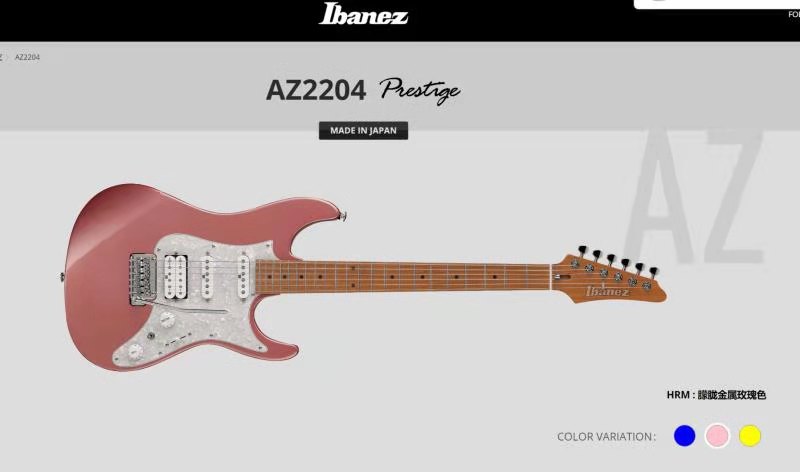 Ibanez
FO
Z > AZ2204
AZ2204 Prestige
MADE IN JAPAN
AZ
Ibanez
HRM : 朦胧金属玫瑰色
COLOR VARIATION :